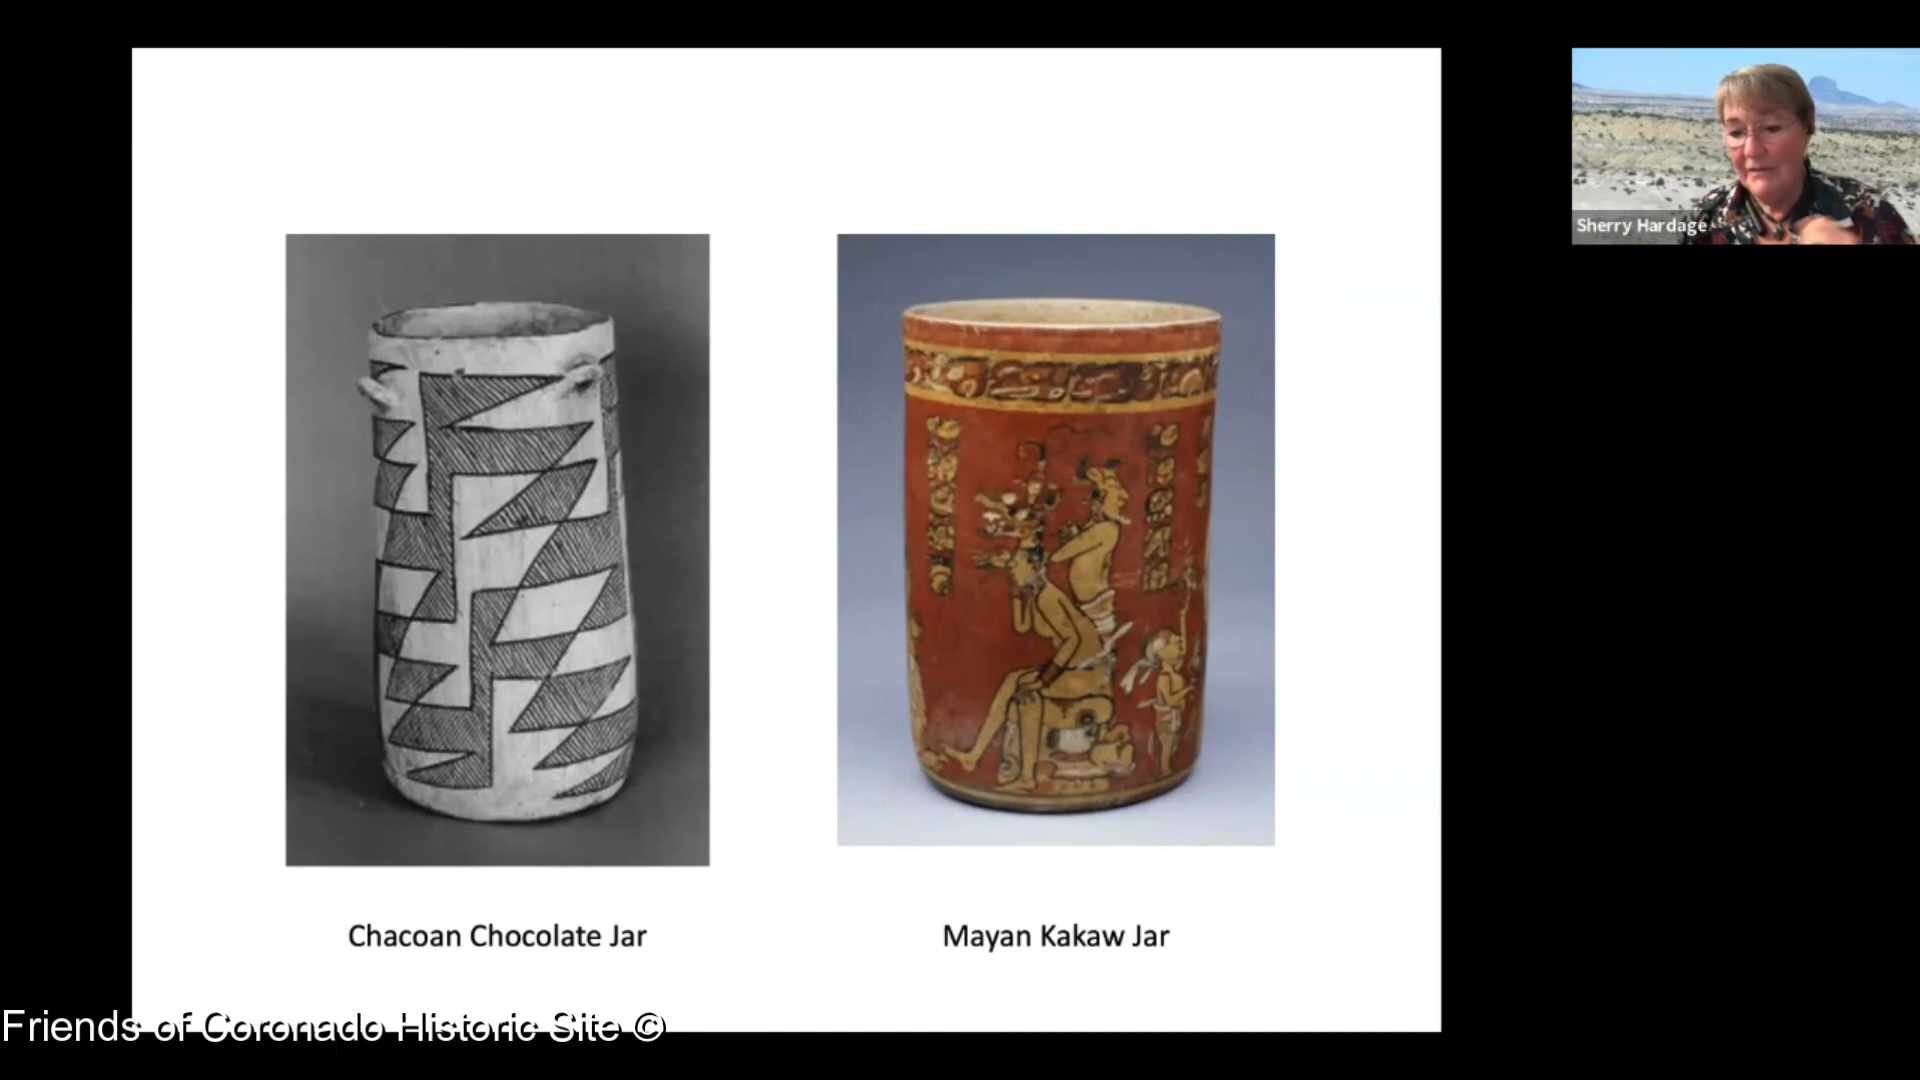 Sherry Hardage
Chacoan Chocolate Jar
Mayan Kakaw Jar
Friends of Coronado Historic Site ©